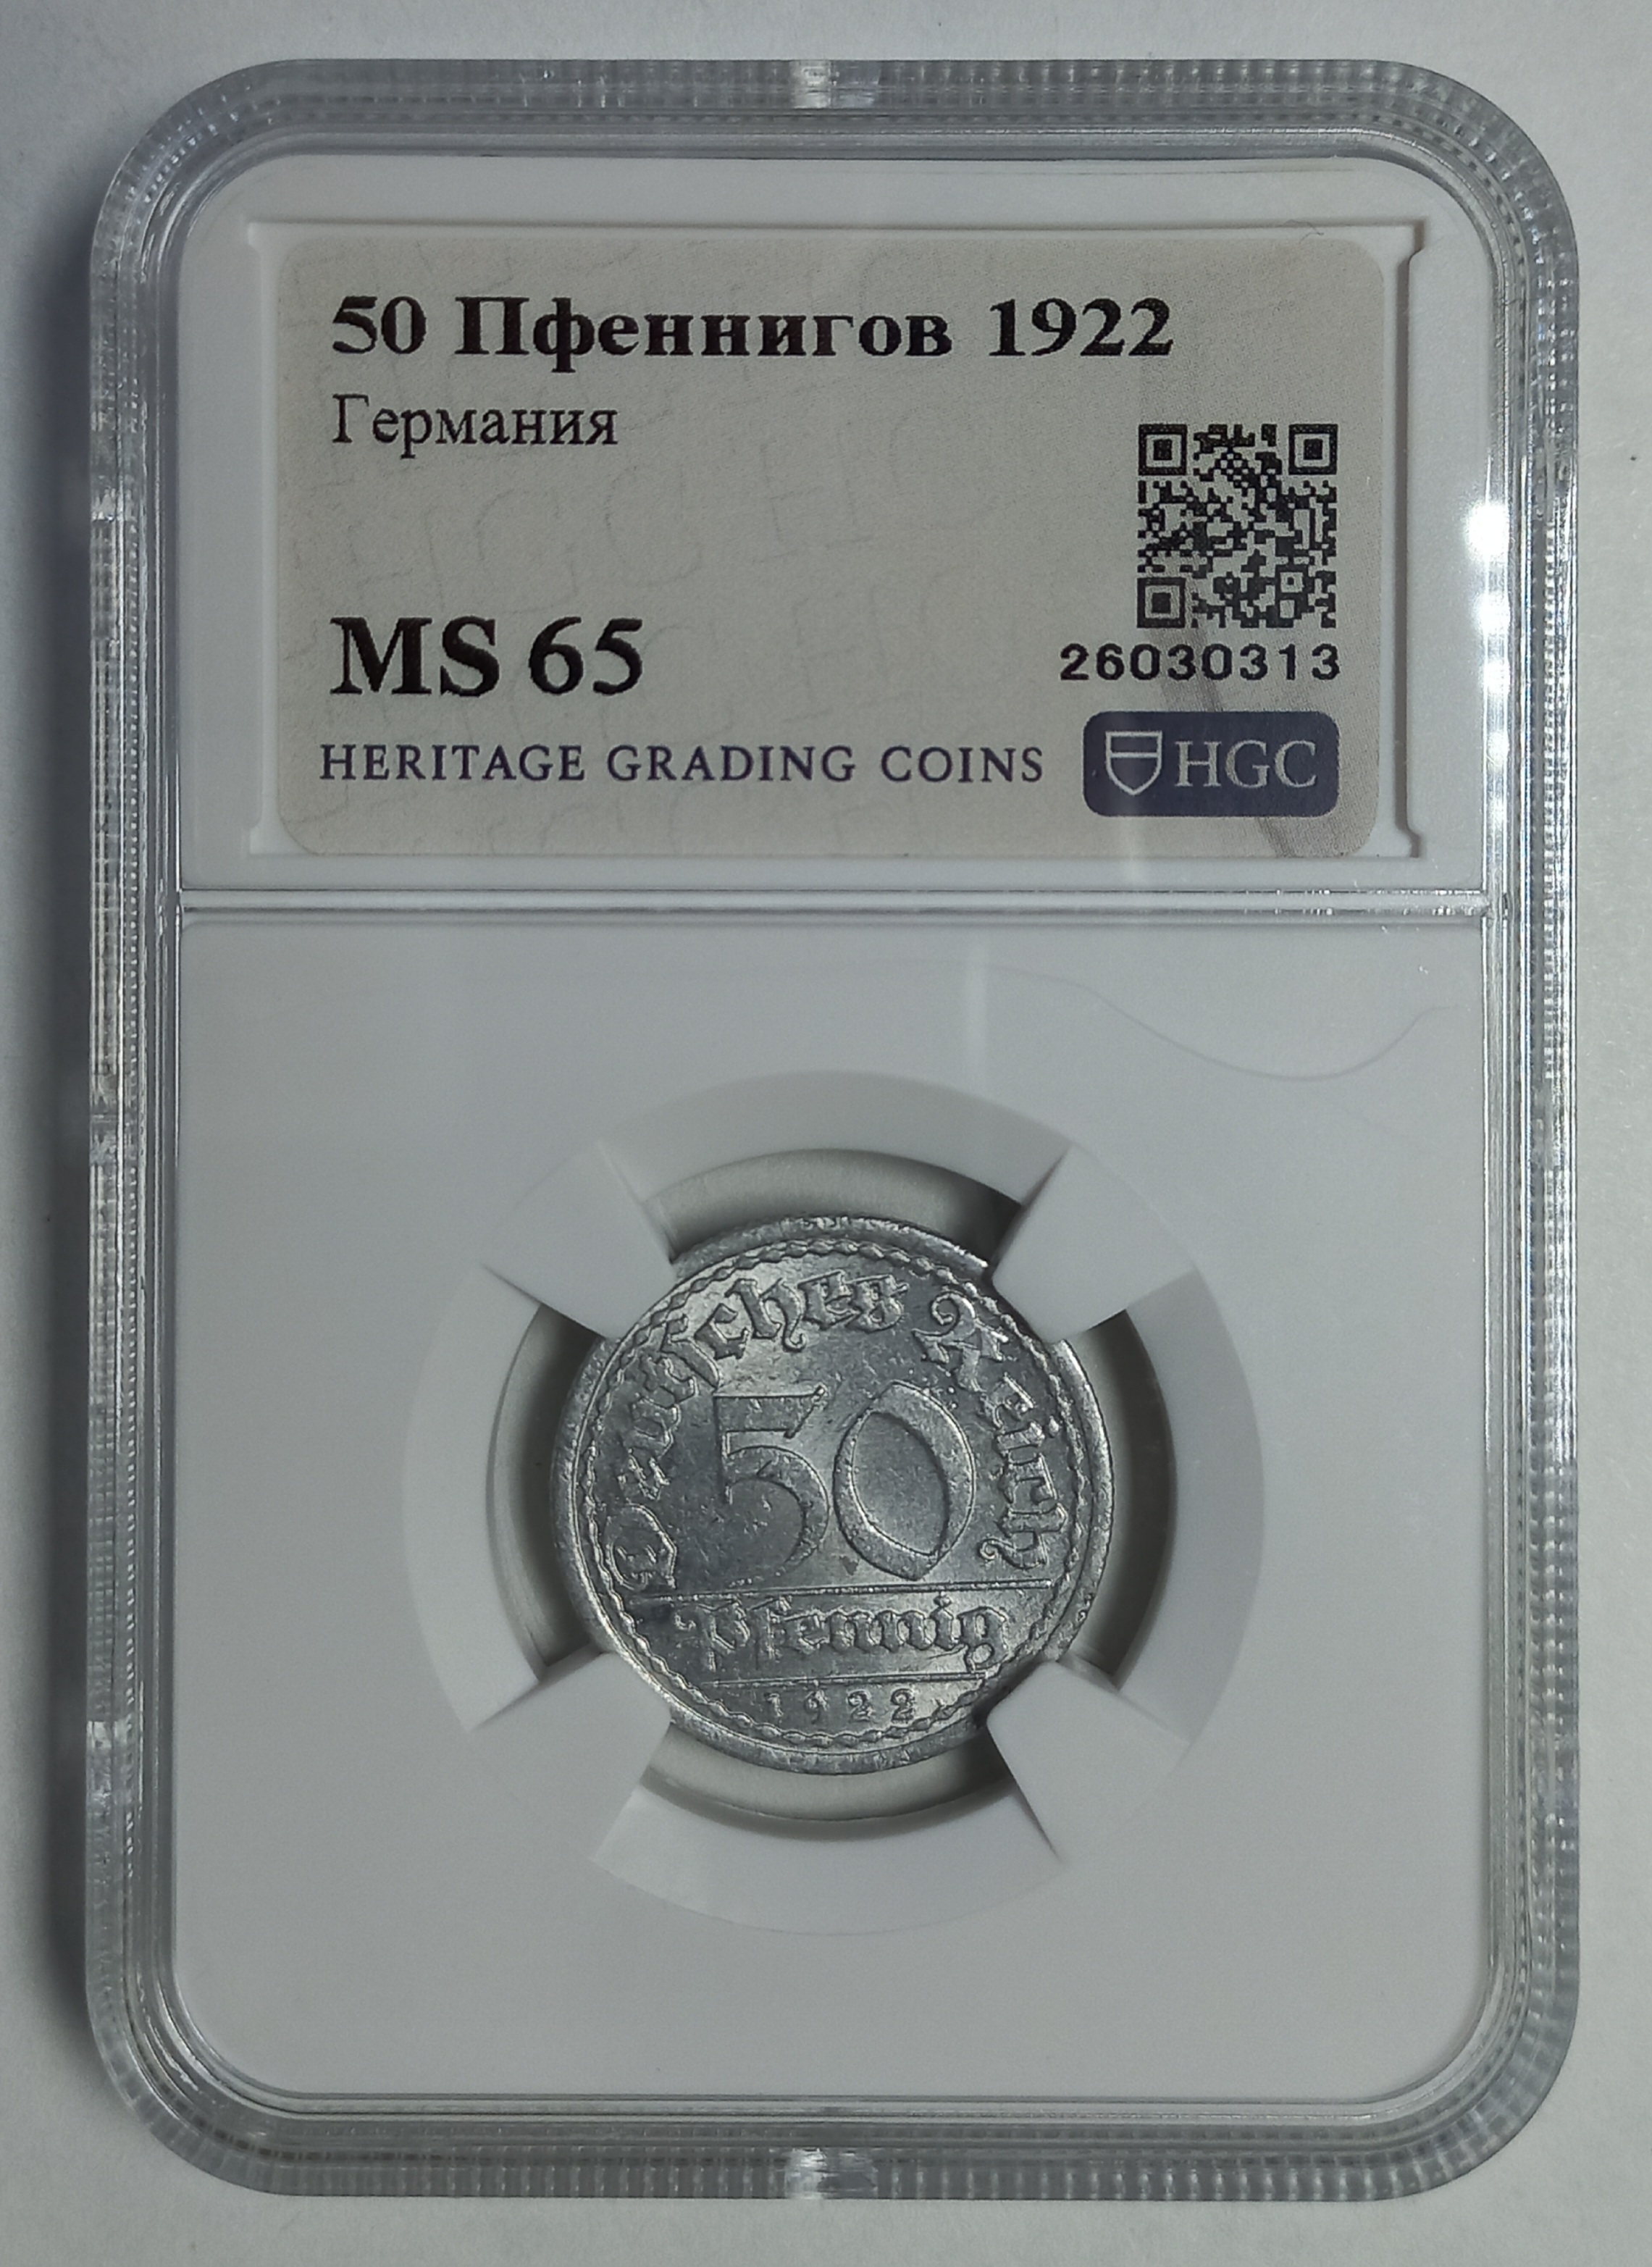 50 Пфеннигов 1922
Германия
MS 65
26030313
HERITAGE GRADING COINS
HGC
Deutsches Reich
50
Pfennig
1922